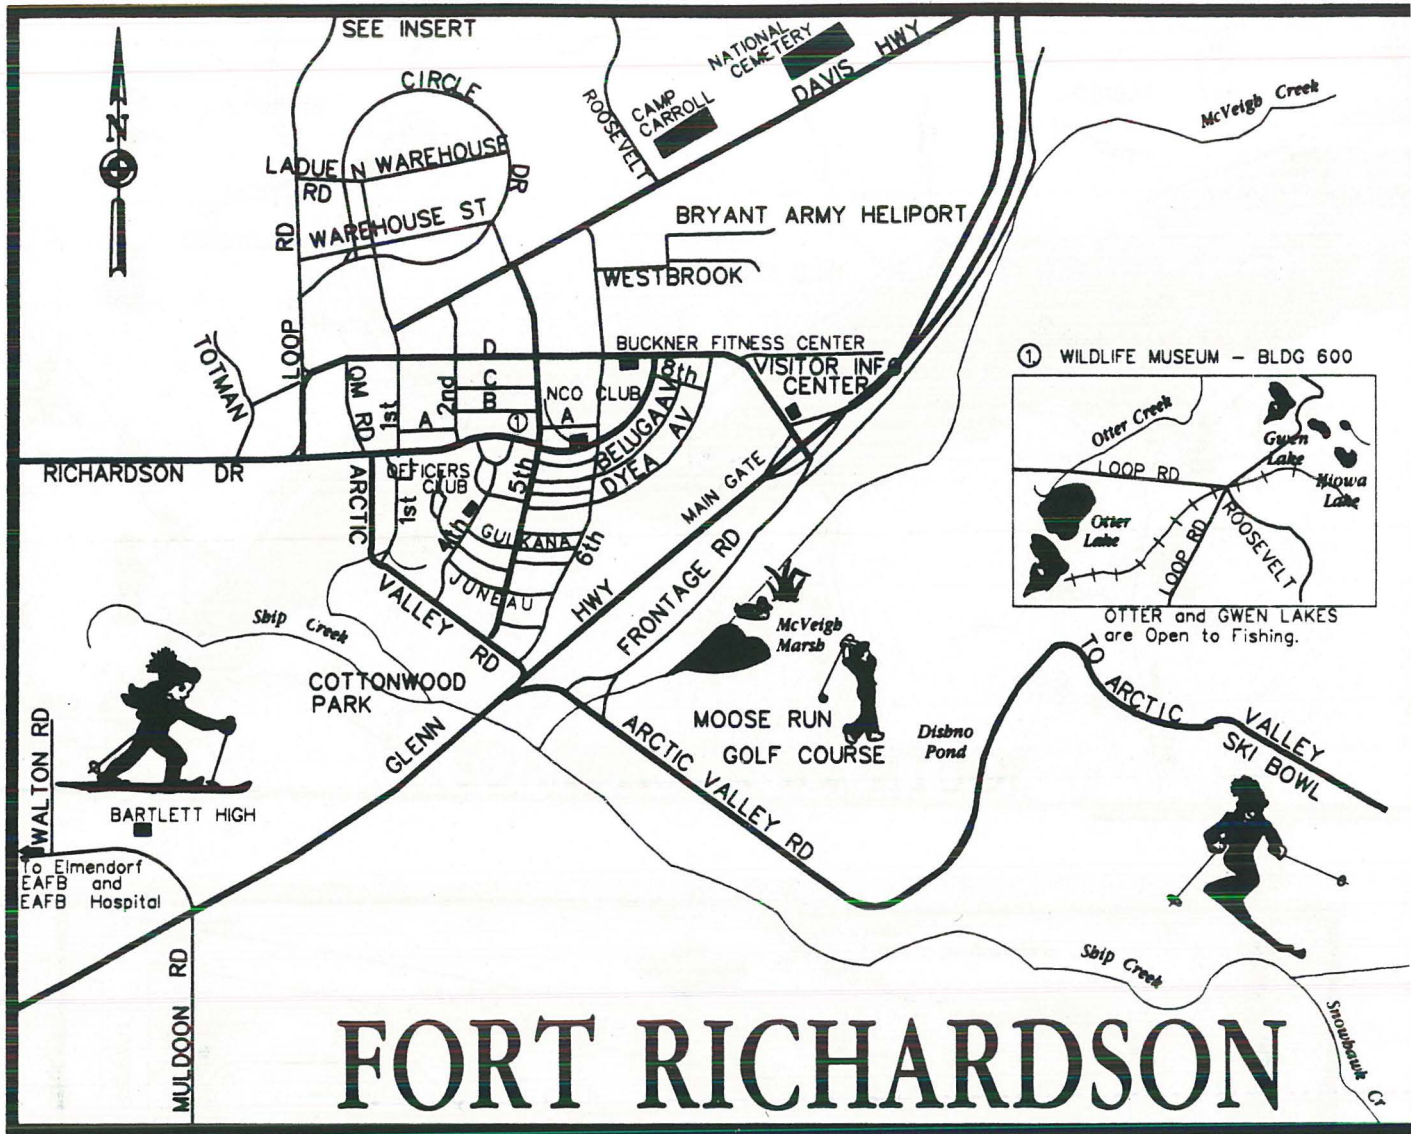 SEE INSERT
N
CIRCLE
DR
LADUE RD
N WAREHOUSE
WAREHOUSE ST
LOOP RD
ROOSEVELT
CAMP
CARROLL
NATIONAL
CEMETERY
DAVIS HWY
McVeigh Creek
BRYANT ARMY HELIPORT
WESTBROOK
TOTMAN
BUCKNER FITNESS CENTER
VISITOR INFO
CENTER
D
C
B
A
1
NCO CLUB
A
QM RD
1st
2nd
8th
BELUGA AV
DYEA AV
RICHARDSON DR
ARCTIC
VALLEY
RD
OFFICERS
CLUB
1st
4th
5th
6th
GULKANA
JUNEAU
MAIN GATE
GLENN
HWY
FRONTAGE RD
Ship Creek
COTTONWOOD
PARK
McVeigh
Marsh
MOOSE RUN
GOLF COURSE
Disbno
Pond
ARCTIC VALLEY RD
TO ARCTIC VALLEY
SKI BOWL
1 WILDLIFE MUSEUM - BLDG 600
Otter Creek
LOOP RD
Gwen
Lake
Hiowa
Lake
Otter
Lake
LOOP RD
ROOSEVELT
OTTER and GWEN LAKES
are Open to Fishing.
WALTON RD
BARTLETT HIGH
To Elmendorf
EAFB and
EAFB Hospital
MULDOON RD
Ship Creek
Snowhawk Cr
FORT RICHARDSON